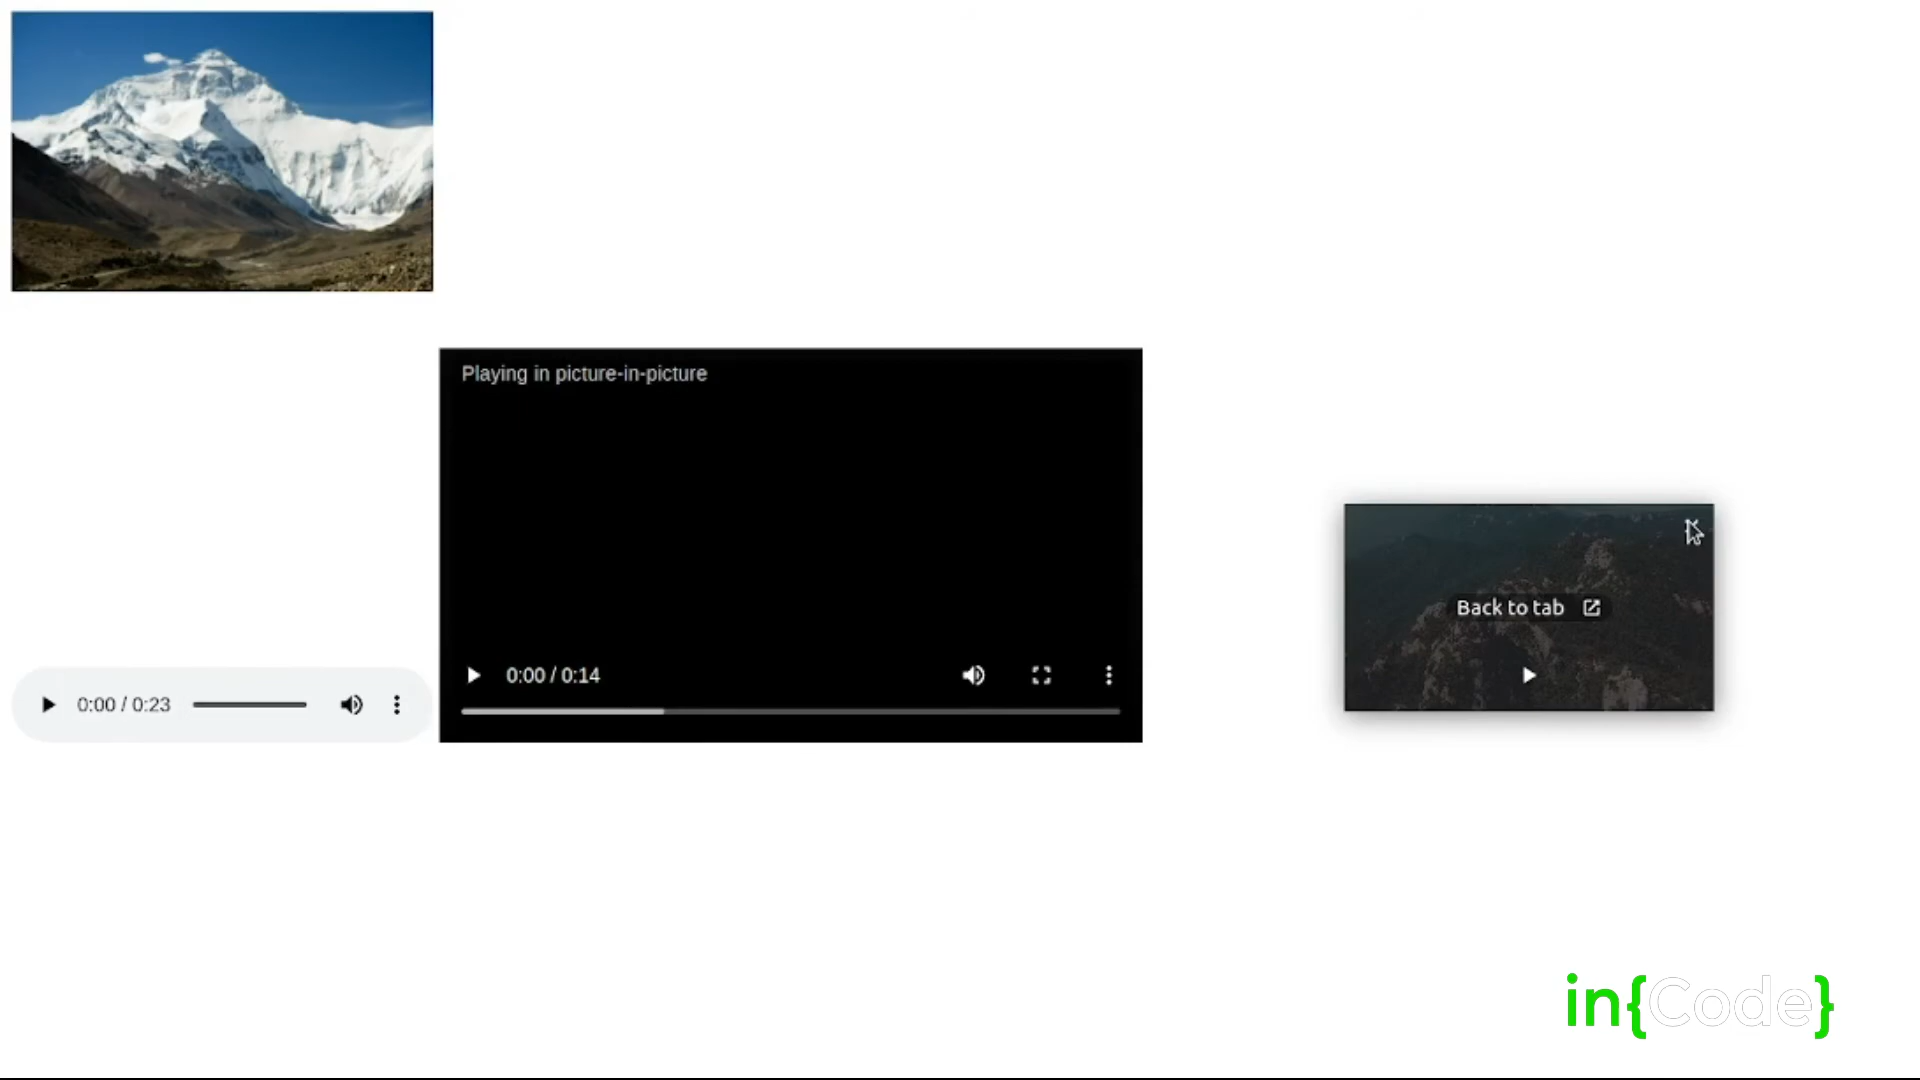 Playing in picture-in-picture
Back to tab
0:00 / 0:14
0:00 / 0:23
in{Code}